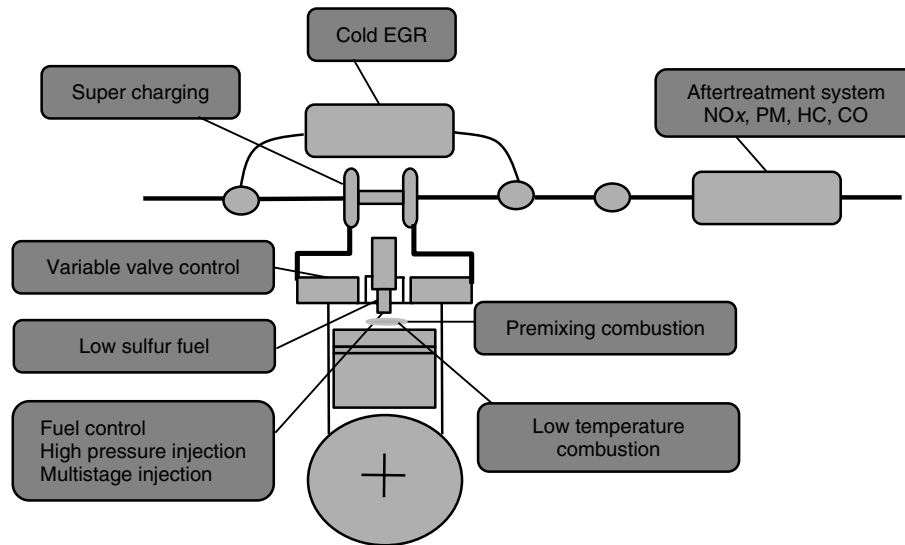 Cold EGR
Super charging
Aftertreatment system
NOx, PM, HC, CO
Variable valve control
Low sulfur fuel
Premixing combustion
Fuel control
High pressure injection
Multistage injection
Low temperature
combustion